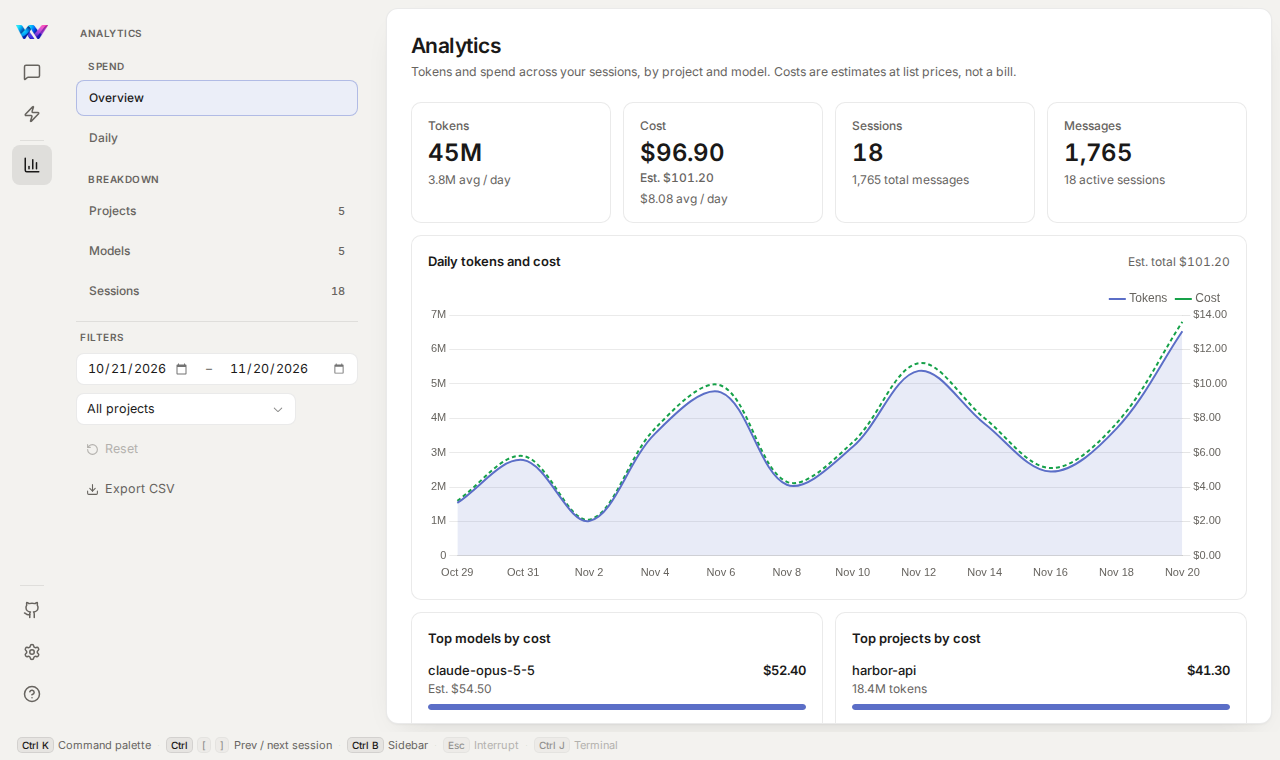 ANALYTICS
SPEND
Overview
Daily
BREAKDOWN
Projects 5
Models 5
Sessions 18
FILTERS
10/21/2026 – 11/20/2026
All projects
Reset
Export CSV
Analytics
Tokens and spend across your sessions, by project and model. Costs are estimates at list prices, not a bill.
Tokens
45M
3.8M avg / day
Cost
$96.90
Est. $101.20
$8.08 avg / day
Sessions
18
1,765 total messages
Messages
1,765
18 active sessions
Daily tokens and cost
Est. total $101.20
Tokens Cost
7M $14.00
6M $12.00
5M $10.00
4M $8.00
3M $6.00
2M $4.00
1M $2.00
0 $0.00
Oct 29 Oct 31 Nov 2 Nov 4 Nov 6 Nov 8 Nov 10 Nov 12 Nov 14 Nov 16 Nov 18 Nov 20
Top models by cost
claude-opus-5-5 $52.40
Est. $54.50
Top projects by cost
harbor-api $41.30
18.4M tokens
Ctrl K Command palette Ctrl [ ] Prev / next session Ctrl B Sidebar Esc Interrupt Ctrl J Terminal